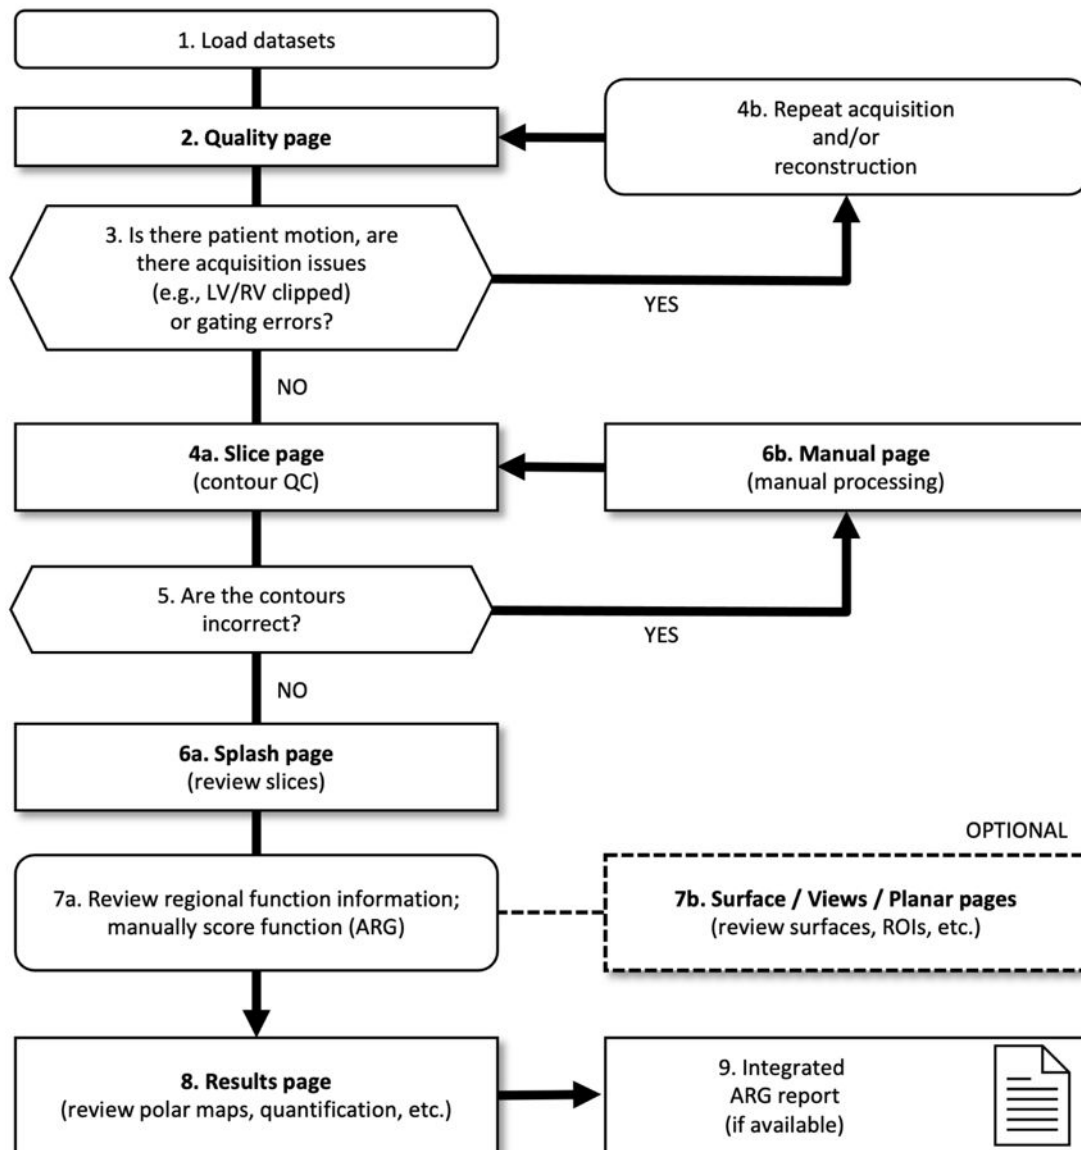 1. Load datasets
2. Quality page
4b. Repeat acquisition
and/or
reconstruction
3. Is there patient motion, are
there acquisition issues
(e.g., LV/RV clipped)
or gating errors?
YES
NO
4a. Slice page
(contour QC)
6b. Manual page
(manual processing)
5. Are the contours
incorrect?
YES
NO
6a. Splash page
(review slices)
OPTIONAL
7a. Review regional function information;
manually score function (ARG)
7b. Surface / Views / Planar pages
(review surfaces, ROIs, etc.)
8. Results page
(review polar maps, quantification, etc.)
9. Integrated
ARG report
(if available)